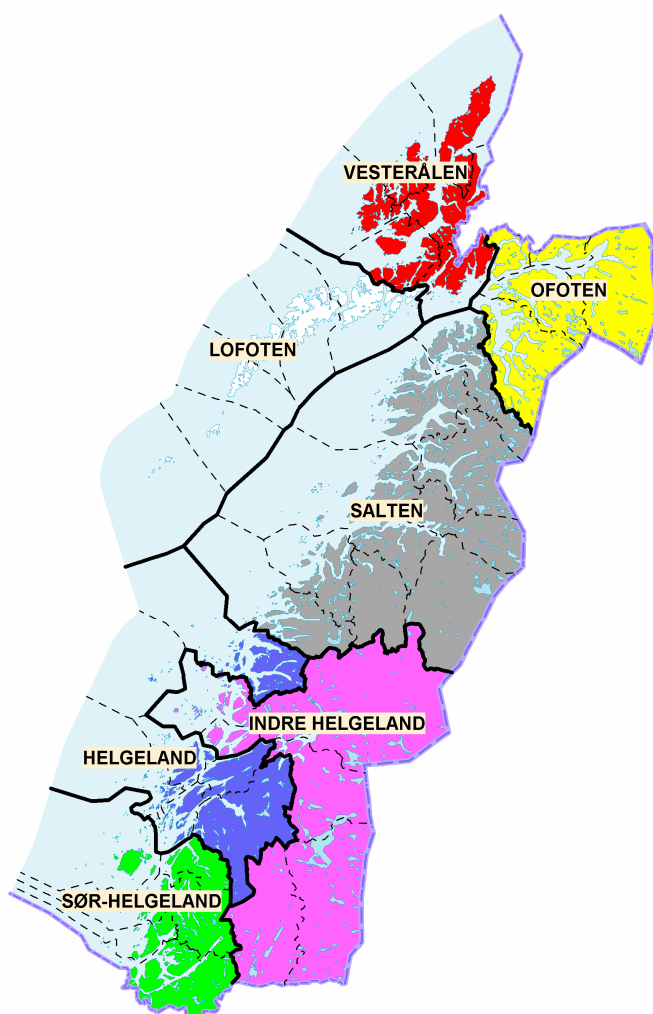 VESTERÅLEN
OFOTEN
LOFOTEN
SALTEN
INDRE HELGELAND
HELGELAND
SØR-HELGELAND